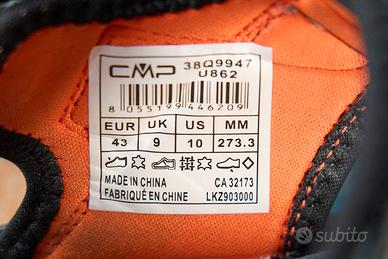 CMP 38Q9947
U862
8 055199 446209
EUR UK US MM
43 9 10 273.3
MADE IN CHINA CA 32173
FABRIQUÉ EN CHINE LKZ903000
subito